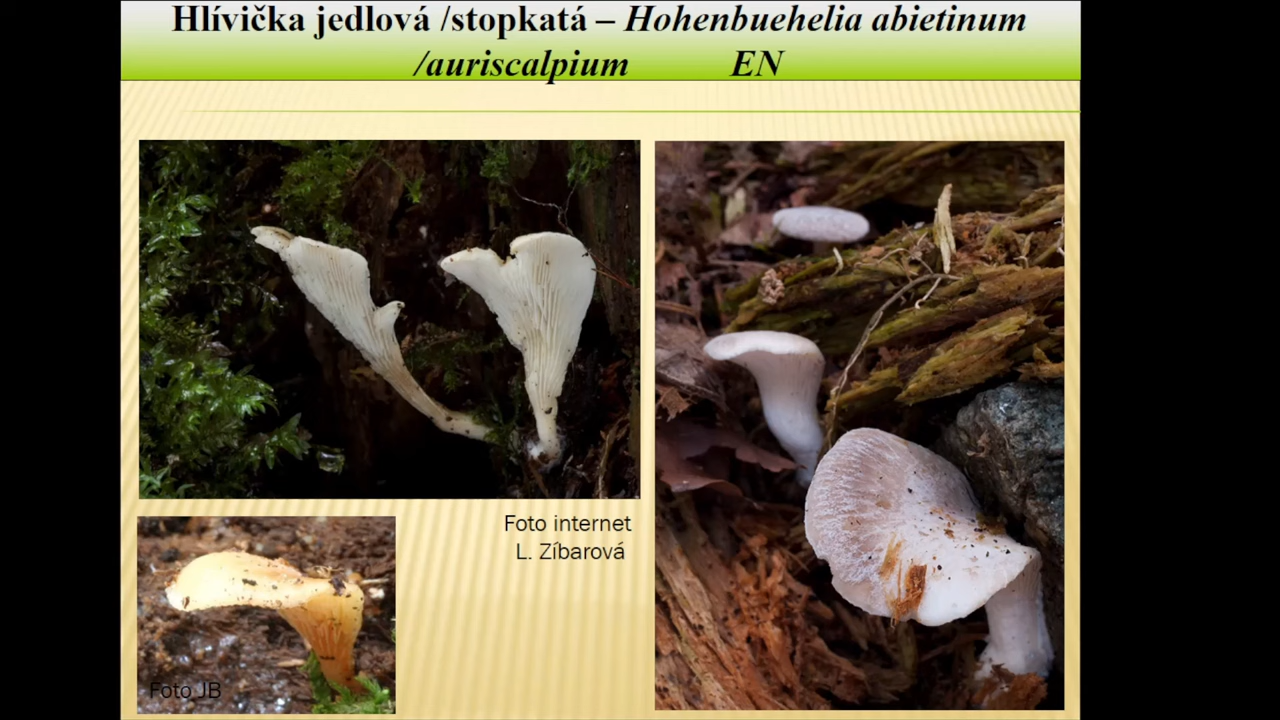 Hlívička jedlová /stopkatá – Hohenbuehelia abietinum
/auriscalpium EN
Foto internet
L. Zíbarová
Foto JB